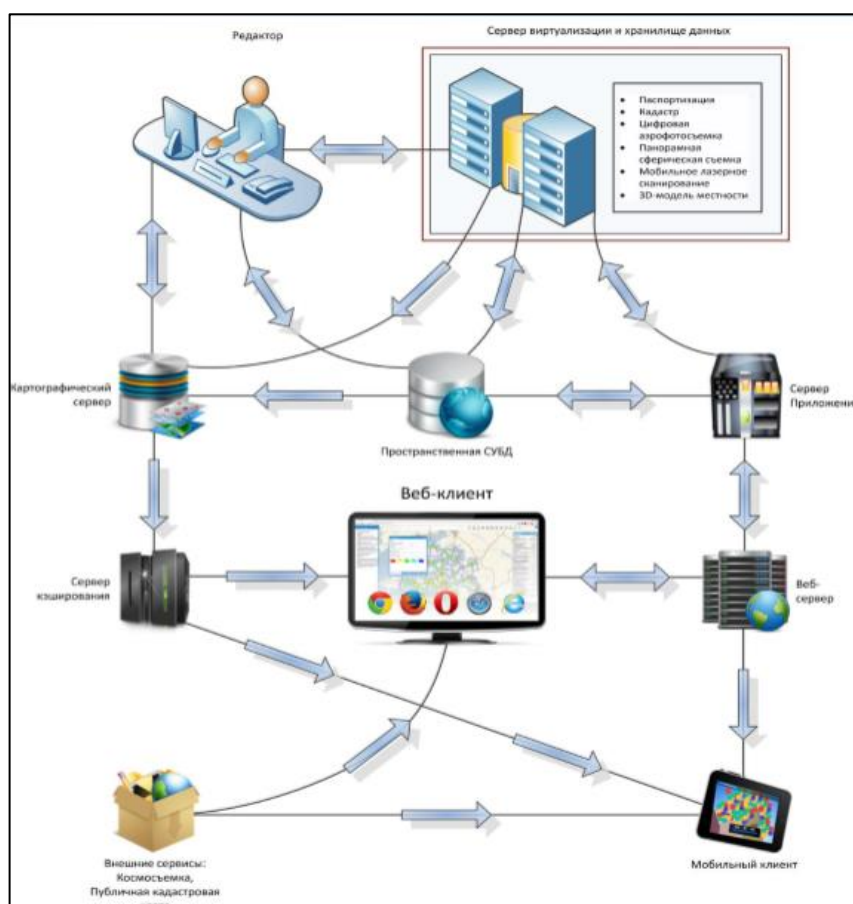 Редактор
Сервер виртуализации и хранилище данных
Паспортизация
Кадастр
Цифровая
аэрофотосъемка
Панорамная
сферическая съемка
Мобильное лазерное
сканирование
3D-модель местности
Картографический
сервер
Пространственная СУБД
Сервер
Приложени
Веб-клиент
Сервер
кэширования
Веб-
сервер
Внешние сервисы:
Космосъемка,
Публичная кадастровая
Мобильный клиент